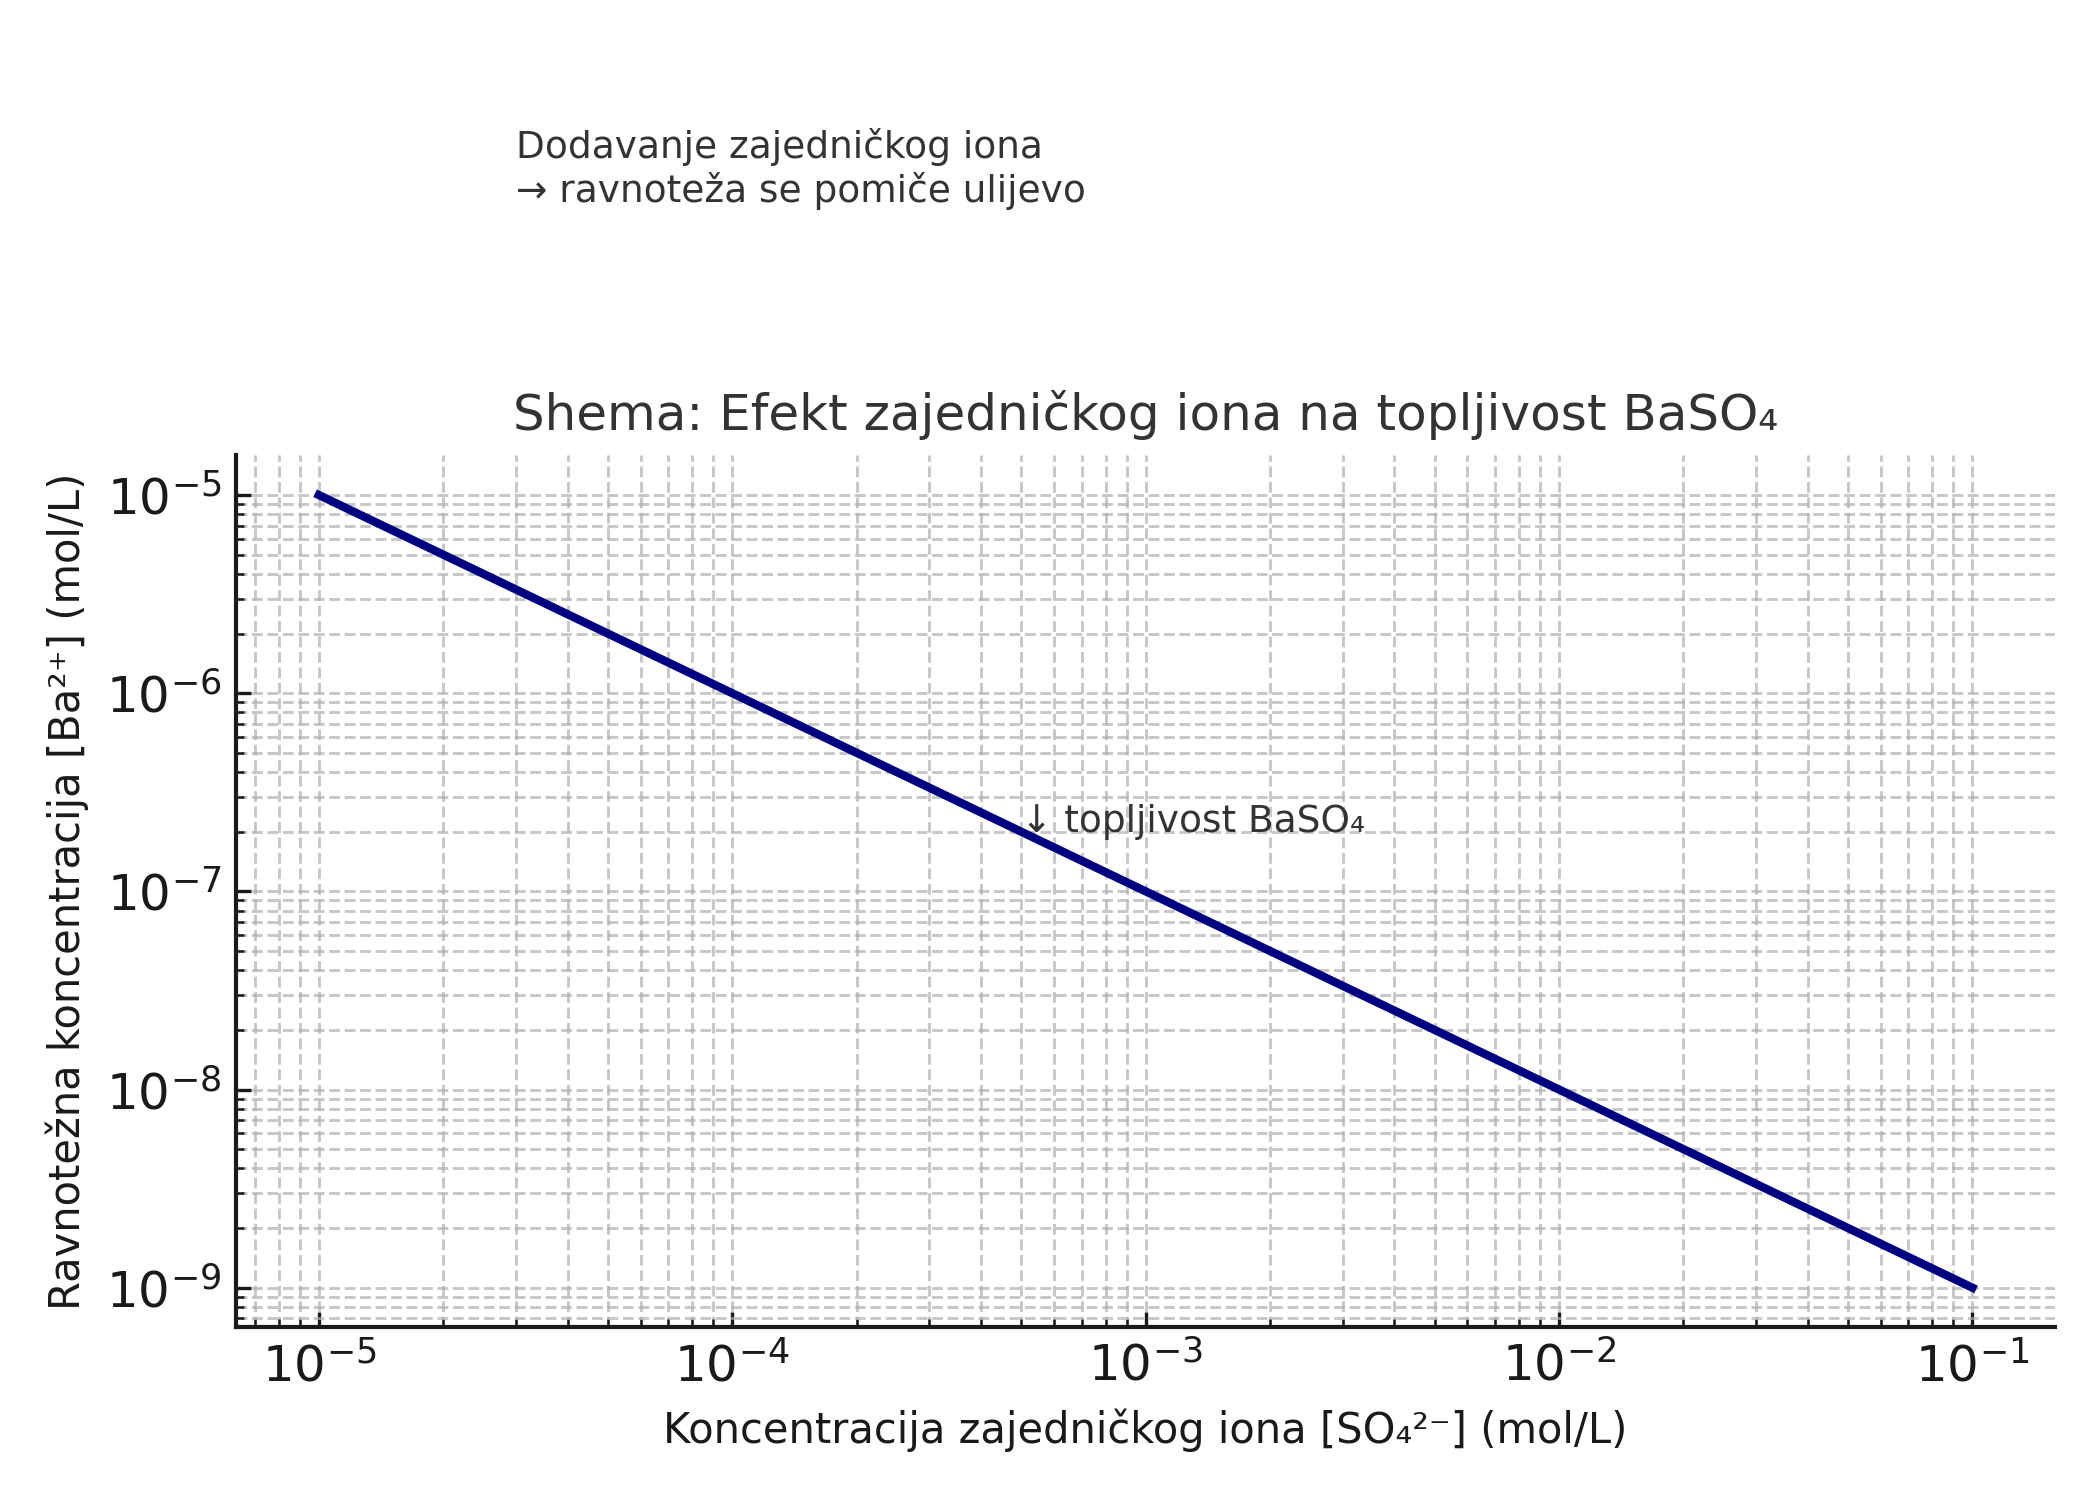 Dodavanje zajedničkog iona
→ ravnoteža se pomiče ulijevo
Shema: Efekt zajedničkog iona na topljivost BaSO₄
Ravnotežna koncentracija [Ba²⁺] (mol/L)
10⁻⁵
10⁻⁶
10⁻⁷
10⁻⁸
10⁻⁹
↓ topljivost BaSO₄
10⁻⁵ 10⁻⁴ 10⁻³ 10⁻² 10⁻¹
Koncentracija zajedničkog iona [SO₄²⁻] (mol/L)